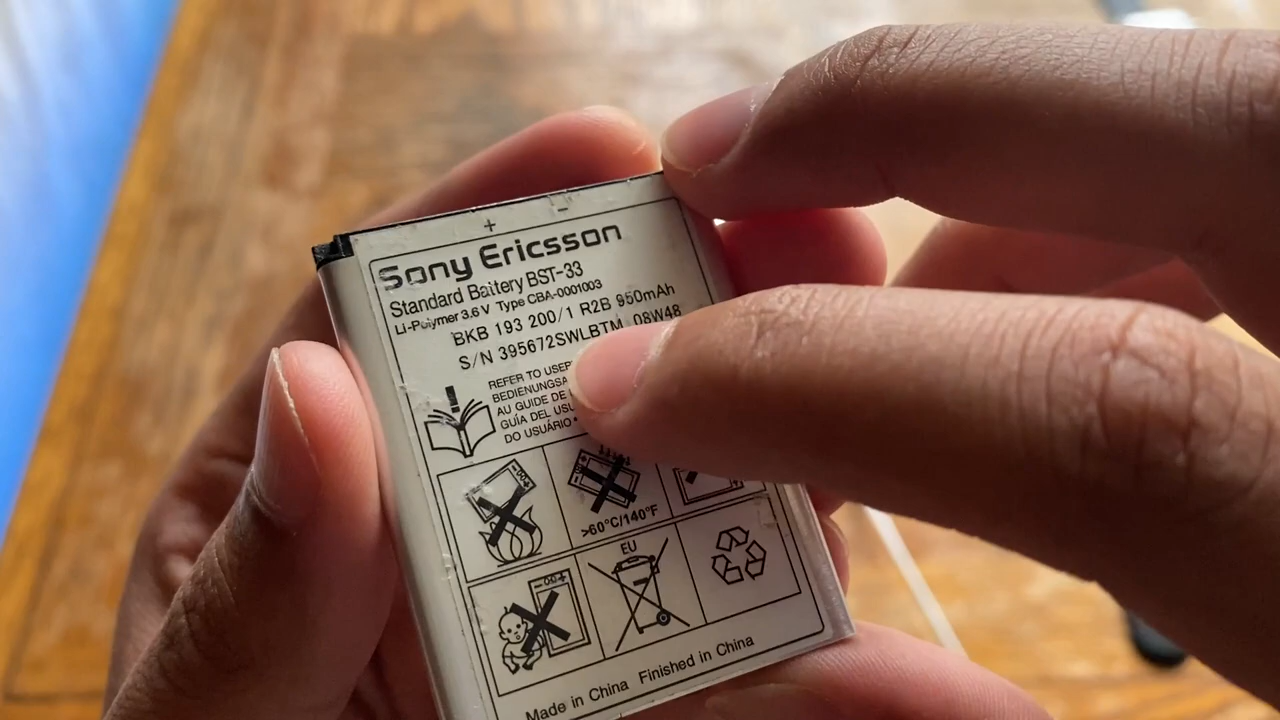 + −
Sony Ericsson
Standard Battery BST-33
Li-Polymer 3.6 V Type CBA-0001003
BKB 193 200/1 R2B 950mAh
S/N 395672SWLBTM 08W48
REFER TO USER
BEDIENUNGSA
AU GUIDE DE
GUÍA DEL USU
DO USUÁRIO •
>60°C/140°F
EU
Made in China Finished in China